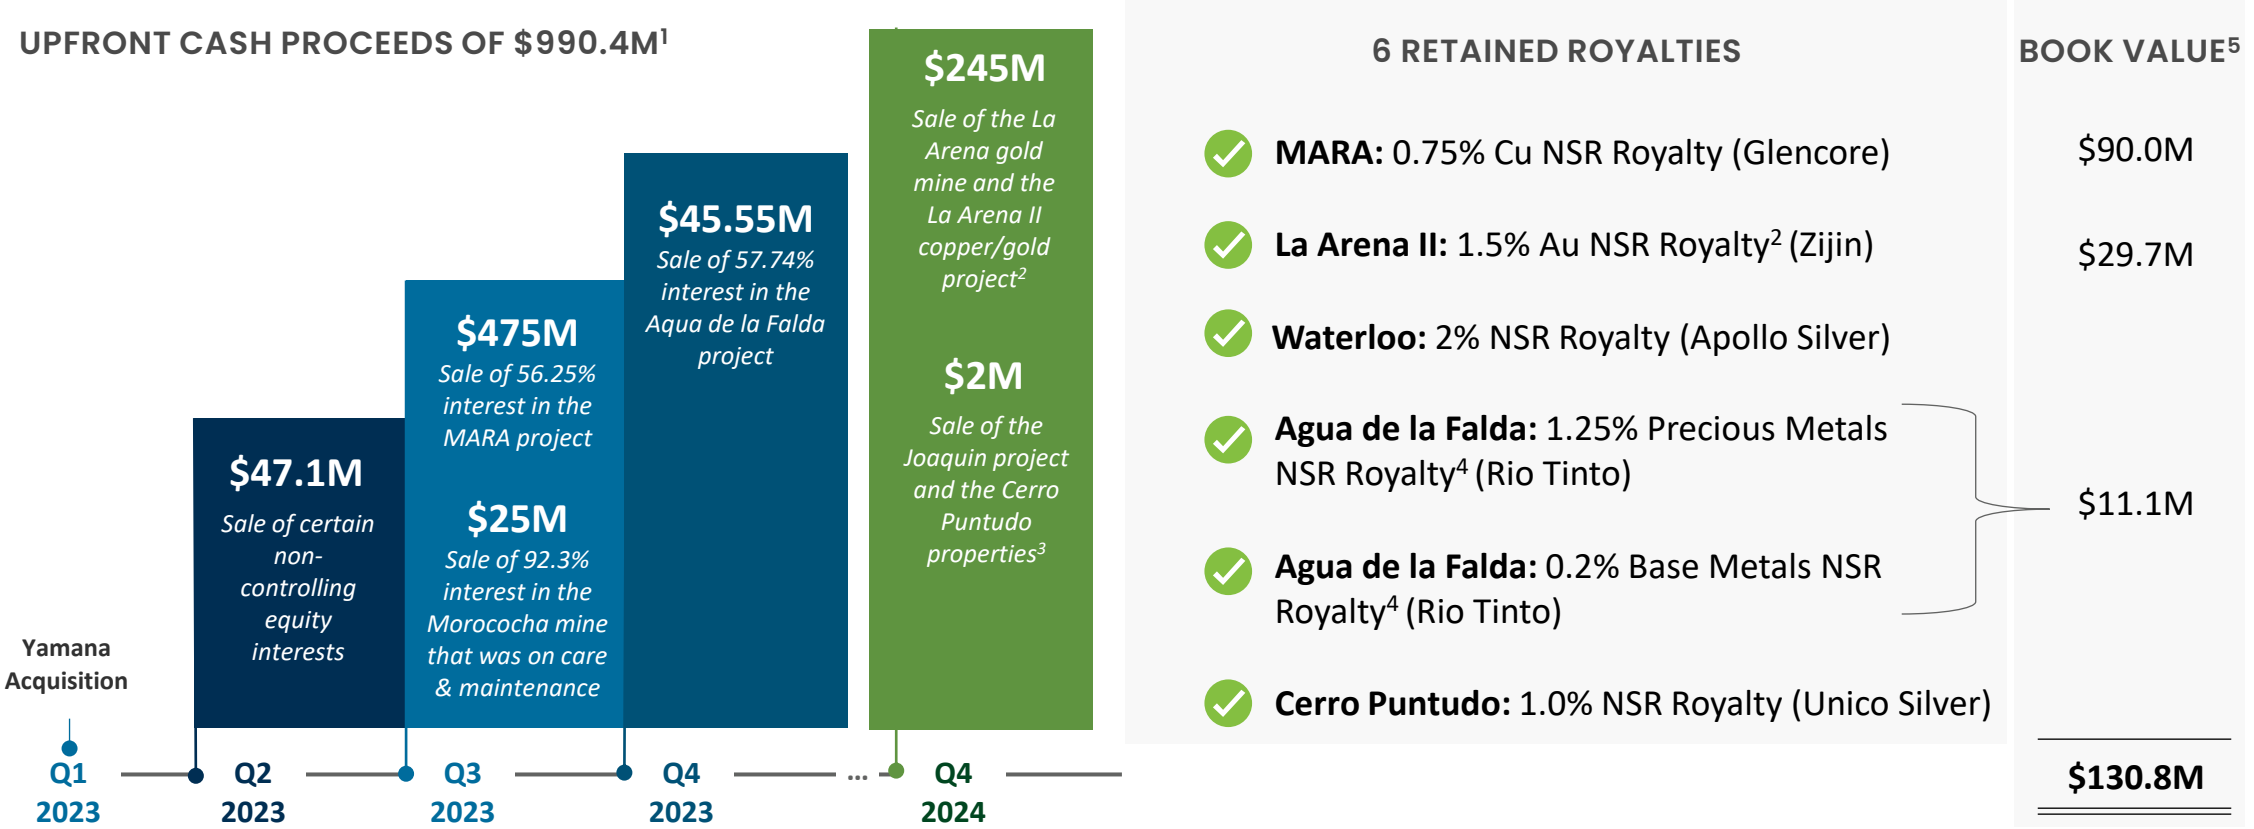 UPFRONT CASH PROCEEDS OF $990.4M¹
$47.1M
Sale of certain
non-
controlling
equity
interests
$475M
Sale of 56.25%
interest in the
MARA project
$25M
Sale of 92.3%
interest in the
Morococha mine
that was on care
& maintenance
$45.55M
Sale of 57.74%
interest in the
Aqua de la Falda
project
$245M
Sale of the La
Arena gold
mine and the
La Arena II
copper/gold
project²
$2M
Sale of the
Joaquin project
and the Cerro
Puntudo
properties³
Yamana
Acquisition
Q1
2023
Q2
2023
Q3
2023
Q4
2023
...
Q4
2024
6 RETAINED ROYALTIES
BOOK VALUE⁵
MARA: 0.75% Cu NSR Royalty (Glencore)
$90.0M
La Arena II: 1.5% Au NSR Royalty² (Zijin)
$29.7M
Waterloo: 2% NSR Royalty (Apollo Silver)
Agua de la Falda: 1.25% Precious Metals
NSR Royalty⁴ (Rio Tinto)
$11.1M
Agua de la Falda: 0.2% Base Metals NSR
Royalty⁴ (Rio Tinto)
Cerro Puntudo: 1.0% NSR Royalty (Unico Silver)
$130.8M